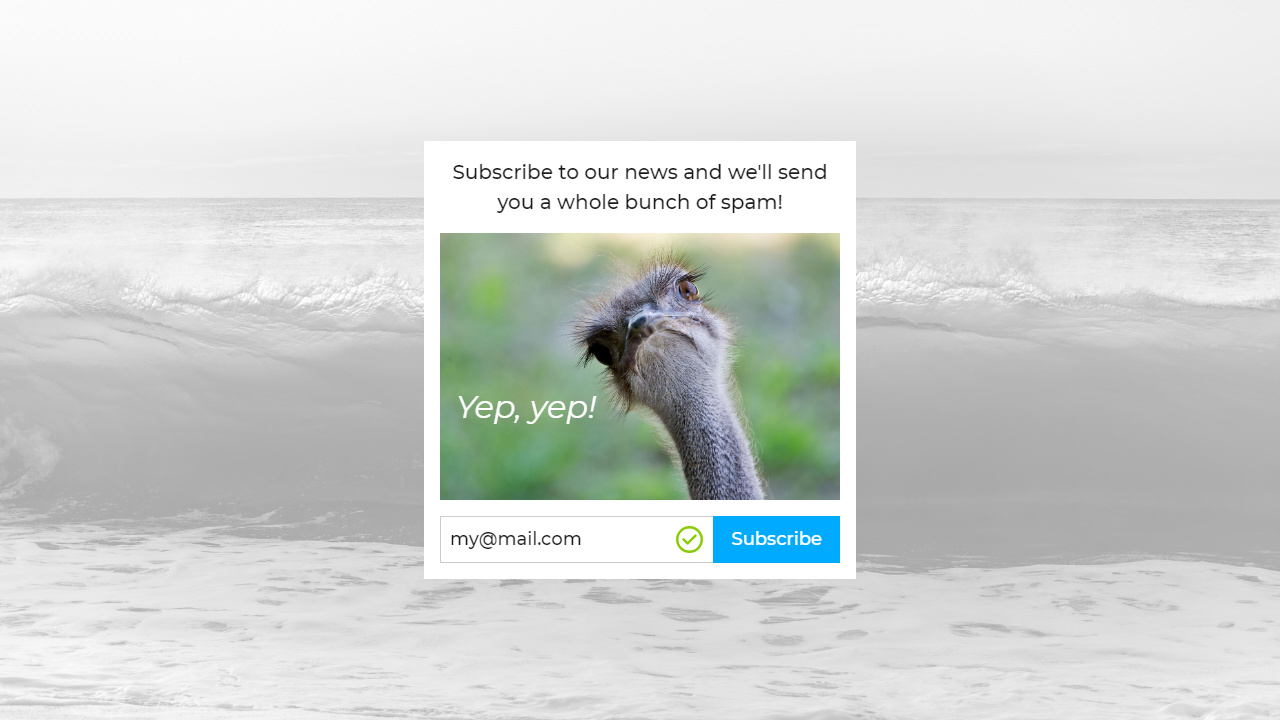 Subscribe to our news and we'll send
you a whole bunch of spam!
Yep, yep!
my@mail.com
Subscribe